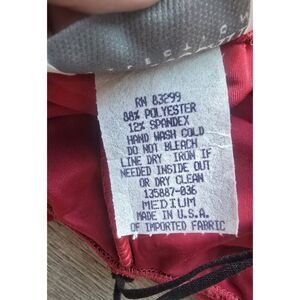 RN 83299
88% POLYESTER
12% SPANDEX
HAND WASH COLD
DO NOT BLEACH
LINE DRY IRON IF
NEEDED INSIDE OUT
OR DRY CLEAN
135887-036
MEDIUM
MADE IN U.S.A.
OF IMPORTED FABRIC